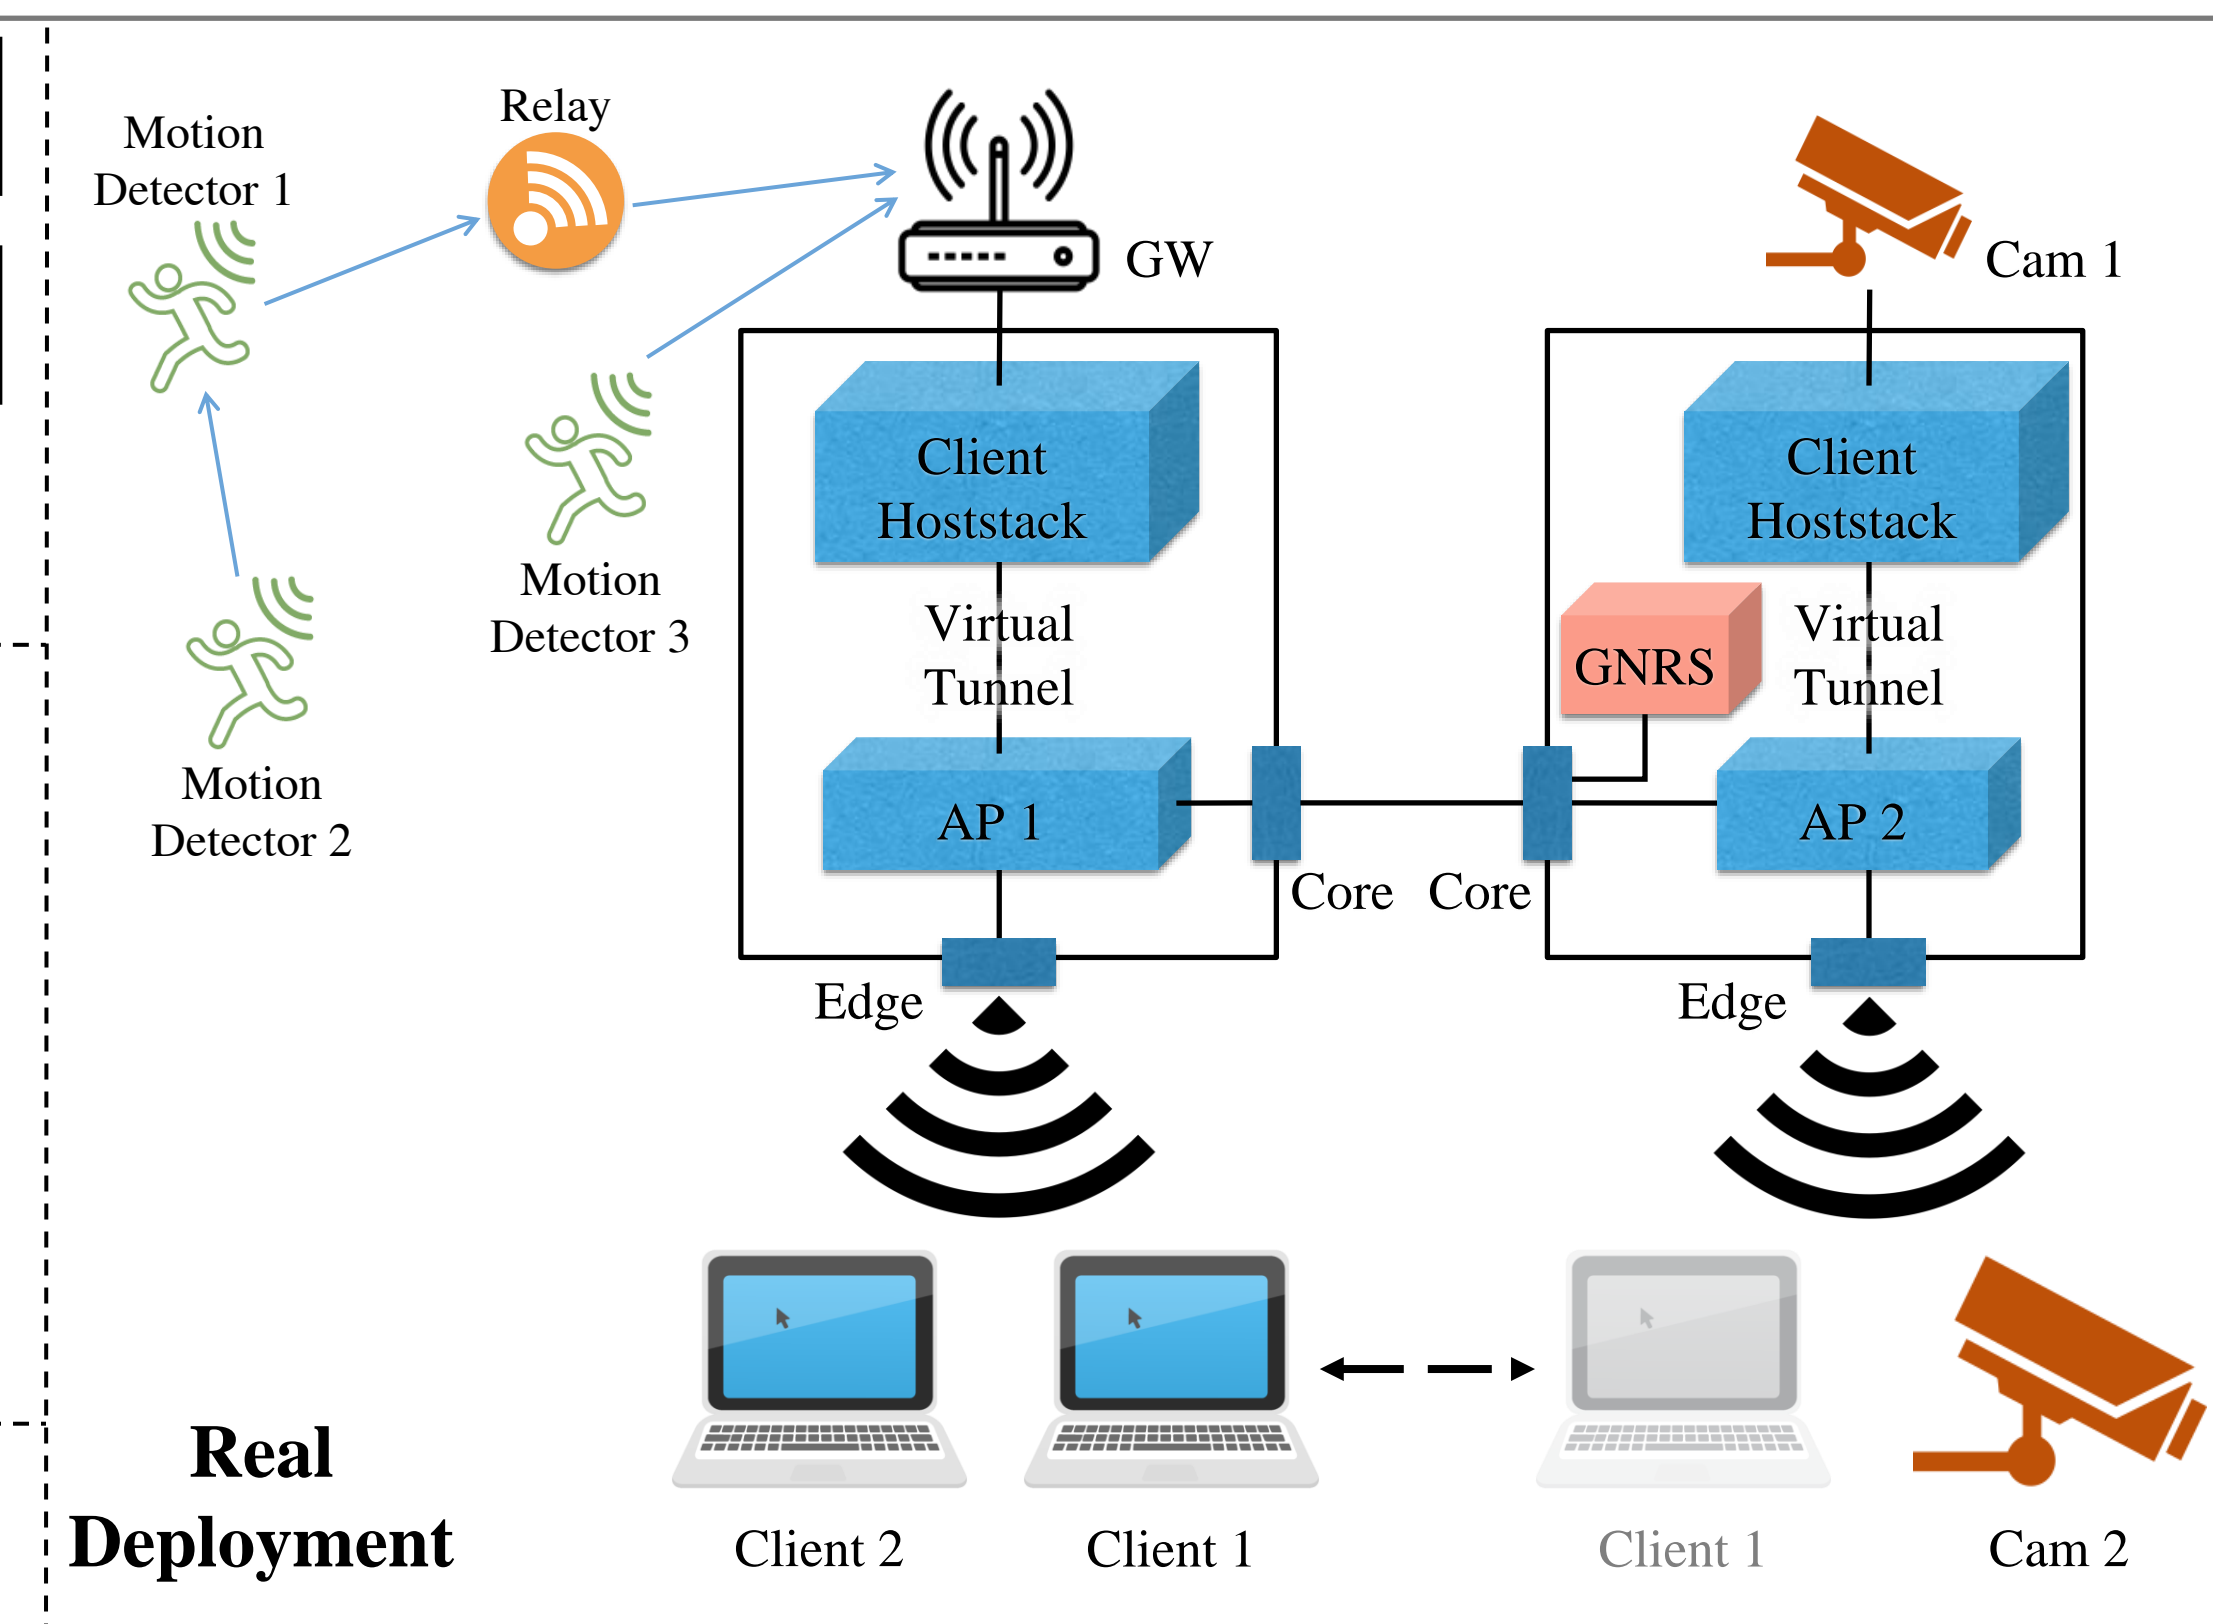 Relay
Motion
Detector 1
GW
Cam 1
Client
Hoststack
Client
Hoststack
Motion
Detector 3
Virtual
Tunnel
GNRS
Virtual
Tunnel
Motion
Detector 2
AP 1
AP 2
Core
Core
Edge
Edge
Real
Deployment
Client 2
Client 1
Client 1
Cam 2